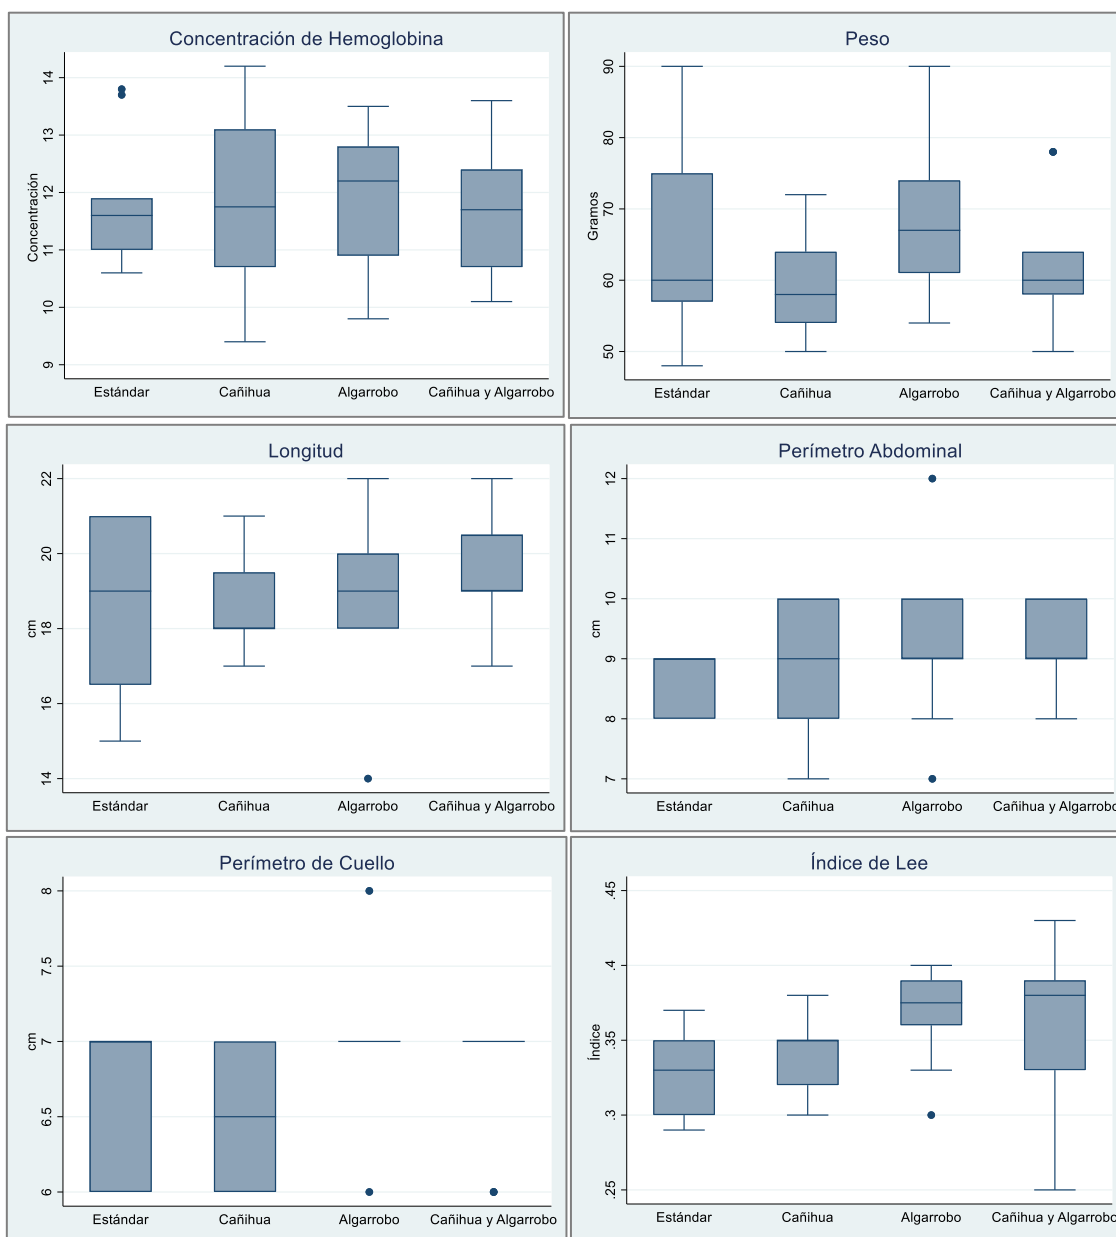 Concentración de Hemoglobina
Concentración
14
13
12
11
10
9
Estándar Cañihua Algarrobo Cañihua y Algarrobo
Peso
Gramos
90
80
70
60
50
Estándar Cañihua Algarrobo Cañihua y Algarrobo
Longitud
cm
22
20
18
16
14
Estándar Cañihua Algarrobo Cañihua y Algarrobo
Perímetro Abdominal
cm
12
11
10
9
8
7
Estándar Cañihua Algarrobo Cañihua y Algarrobo
Perímetro de Cuello
cm
8
7.5
7
6.5
6
Estándar Cañihua Algarrobo Cañihua y Algarrobo
Índice de Lee
Índice
.45
.4
.35
.3
.25
Estándar Cañihua Algarrobo Cañihua y Algarrobo